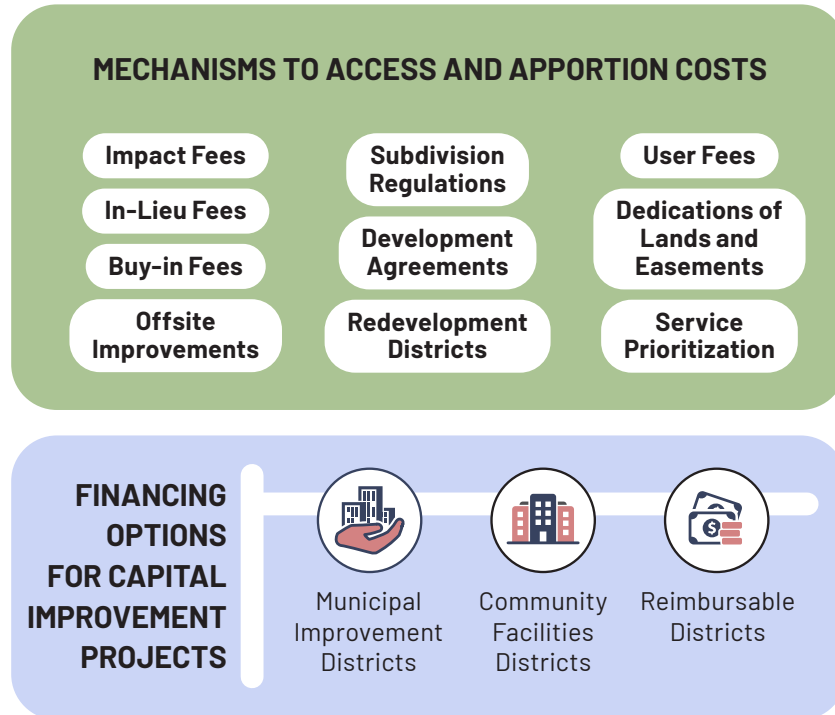 MECHANISMS TO ACCESS AND APPORTION COSTS
Impact Fees
In-Lieu Fees
Buy-in Fees
Offsite
Improvements
Subdivision
Regulations
Development
Agreements
Redevelopment
Districts
User Fees
Dedications of
Lands and
Easements
Service
Prioritization
FINANCING
OPTIONS
FOR CAPITAL
IMPROVEMENT
PROJECTS
Municipal
Improvement
Districts
Community
Facilities
Districts
$
Reimbursable
Districts